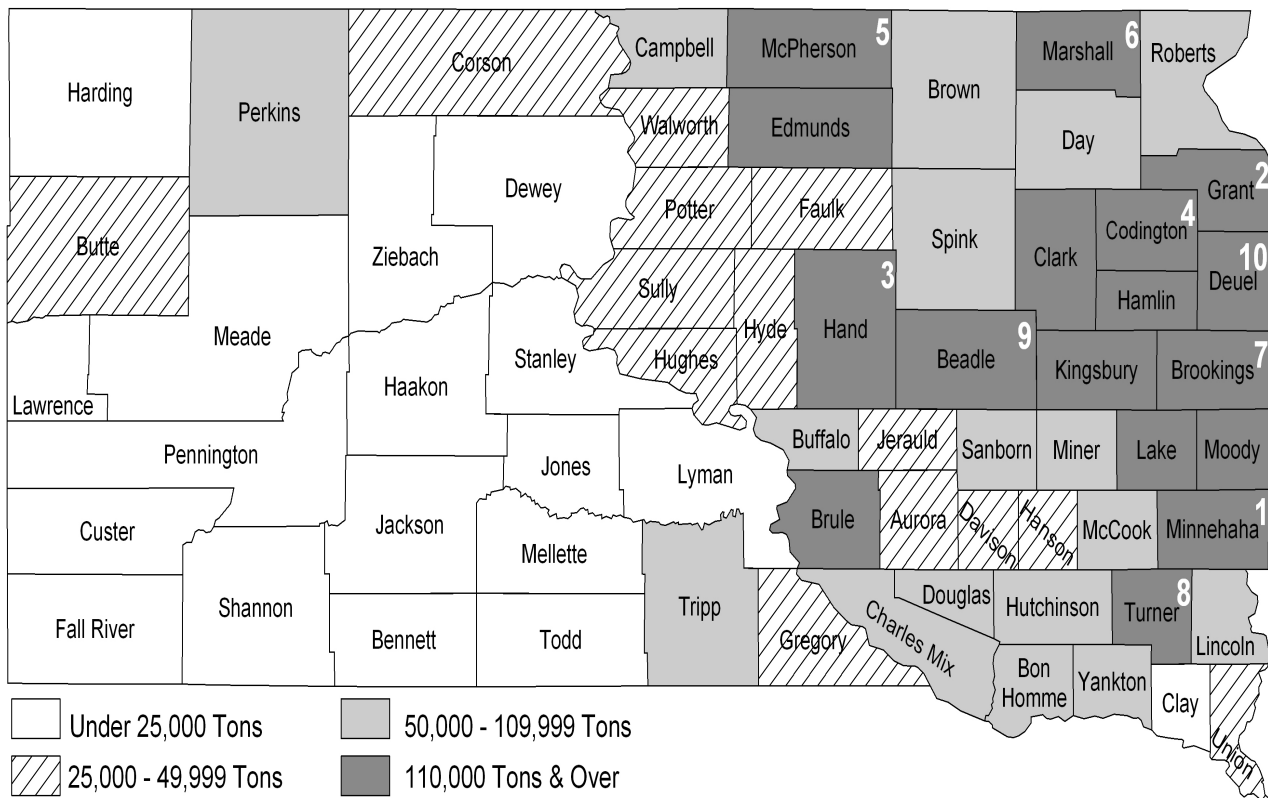 Harding
Perkins
Corson
Campbell
McPherson
5
Brown
Marshall
6
Roberts
Walworth
Edmunds
Day
Butte
Dewey
Potter
Faulk
Spink
Clark
Codington
4
Grant
2
Ziebach
Sully
Hyde
Hand
3
Hamlin
Deuel
10
Meade
Stanley
Hughes
Beadle
9
Kingsbury
Brookings
7
Lawrence
Haakon
Pennington
Jones
Lyman
Buffalo
Jerauld
Sanborn
Miner
Lake
Moody
Custer
Jackson
Mellette
Brule
Aurora
Davison
Hanson
McCook
Minnehaha
1
Fall River
Shannon
Bennett
Todd
Tripp
Gregory
Charles Mix
Douglas
Hutchinson
Turner
8
Lincoln
Bon
Homme
Yankton
Clay
Union
Under 25,000 Tons
50,000 - 109,999 Tons
25,000 - 49,999 Tons
110,000 Tons & Over